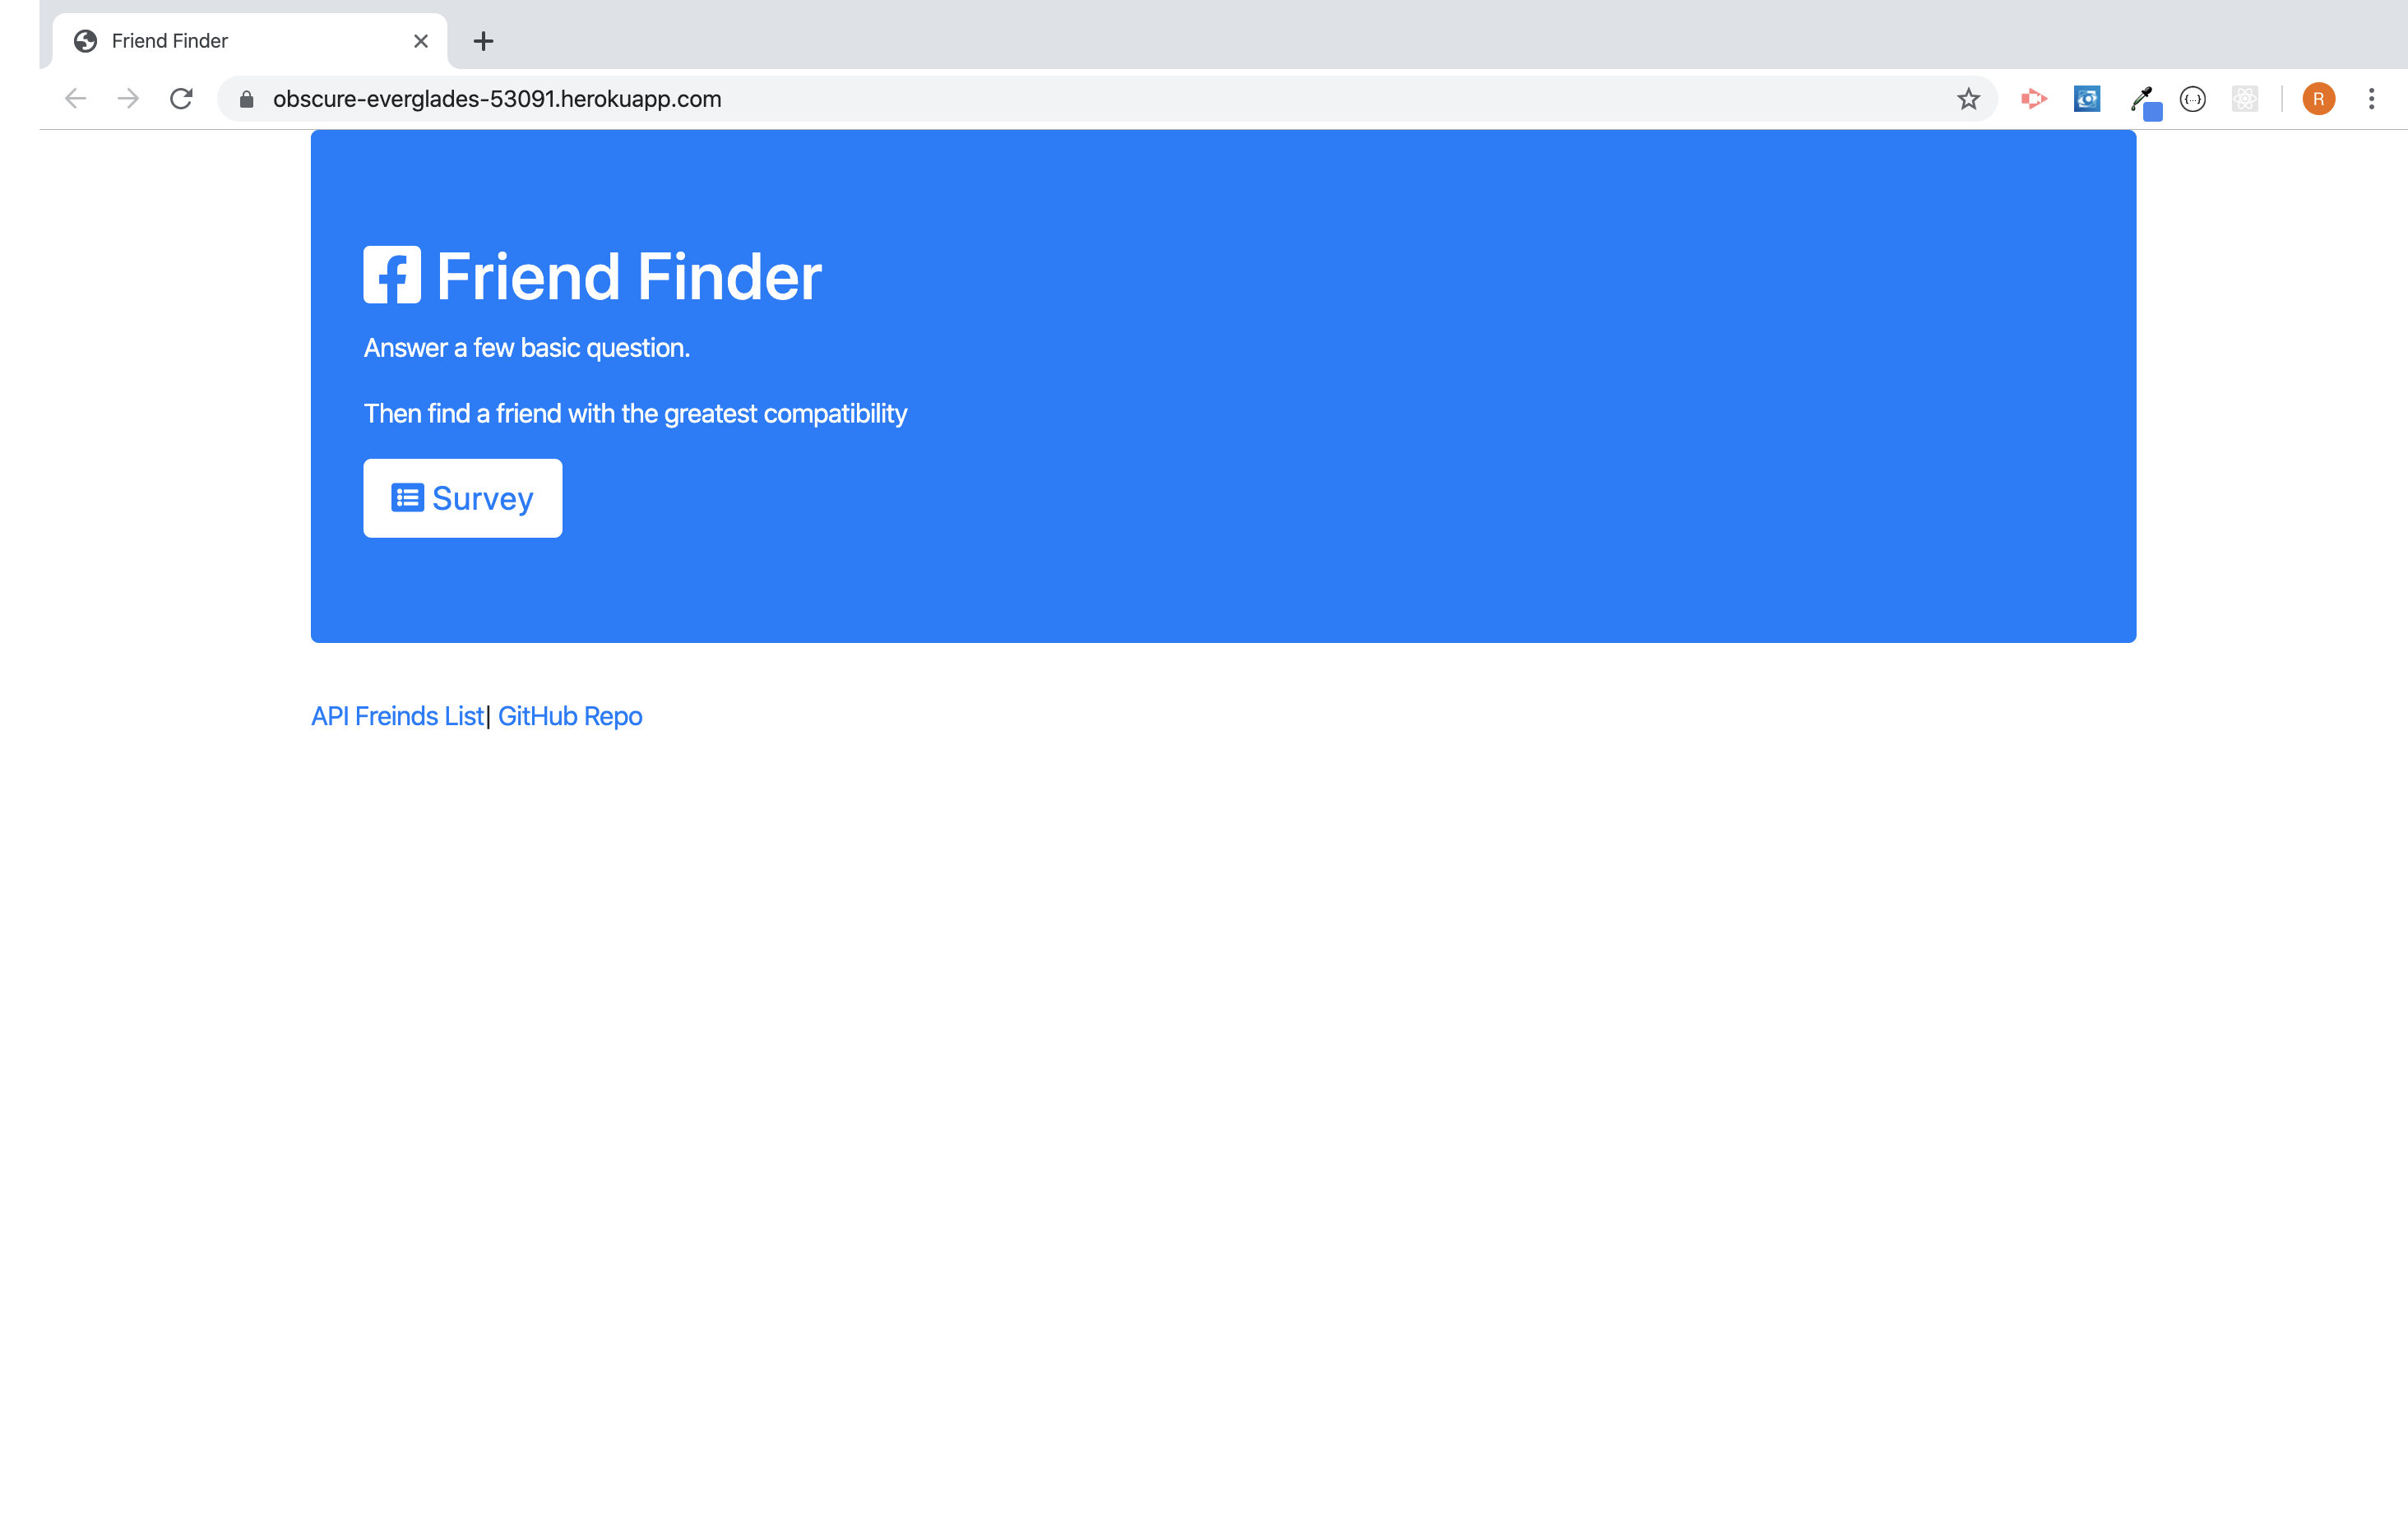 Friend Finder
obscure-everglades-53091.herokuapp.com
R
Friend Finder
Answer a few basic question.
Then find a friend with the greatest compatibility
Survey
API Freinds List| GitHub Repo